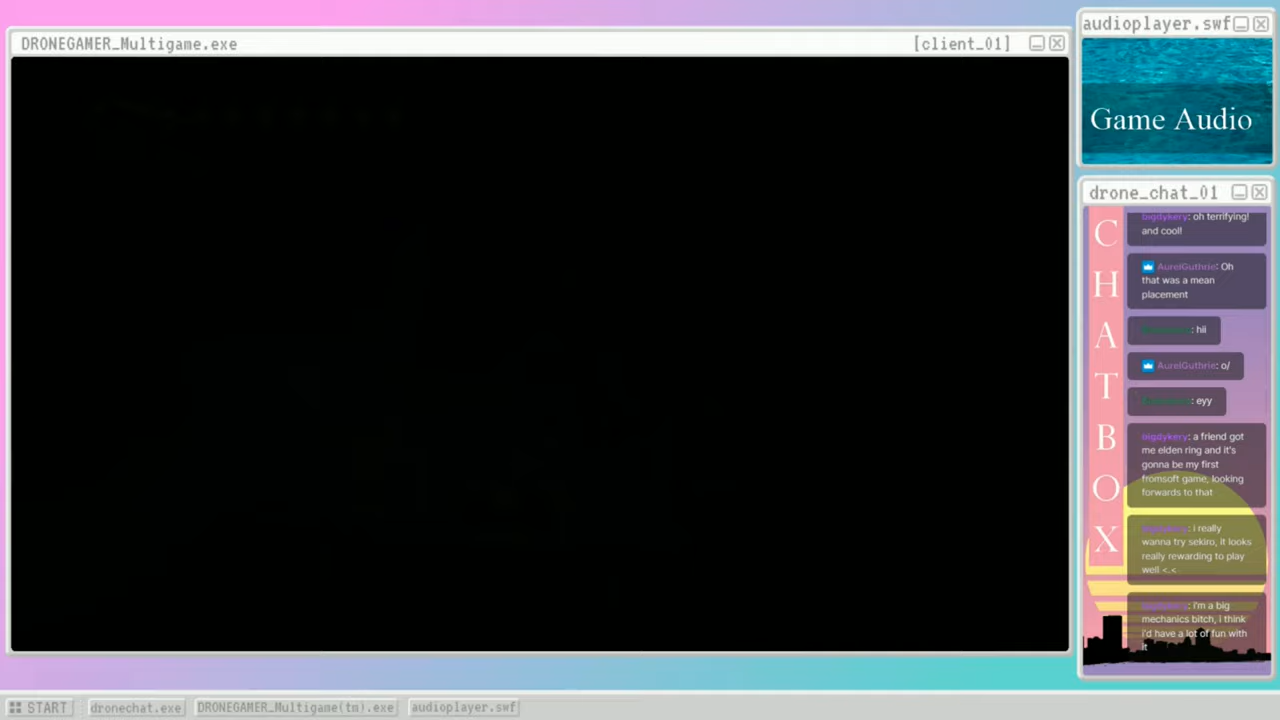 DRONEGAMER_Multigame.exe
[client_01]
audioplayer.swf
Game Audio
drone_chat_01
CHATBOX
bigdykery: oh terrifying!
and cool!
AurelGuthrie: Oh
that was a mean
placement
: hii
AurelGuthrie: o/
: eyy
bigdykery: a friend got
me elden ring and it's
gonna be my first
fromsoft game, looking
forwards to that
bigdykery: i really
wanna try sekiro, it looks
really rewarding to play
well <.<
bigdykery: i'm a big
mechanics bitch, i think
i'd have a lot of fun with
it
START
dronechat.exe
DRONEGAMER_Multigame(tm).exe
audioplayer.swf